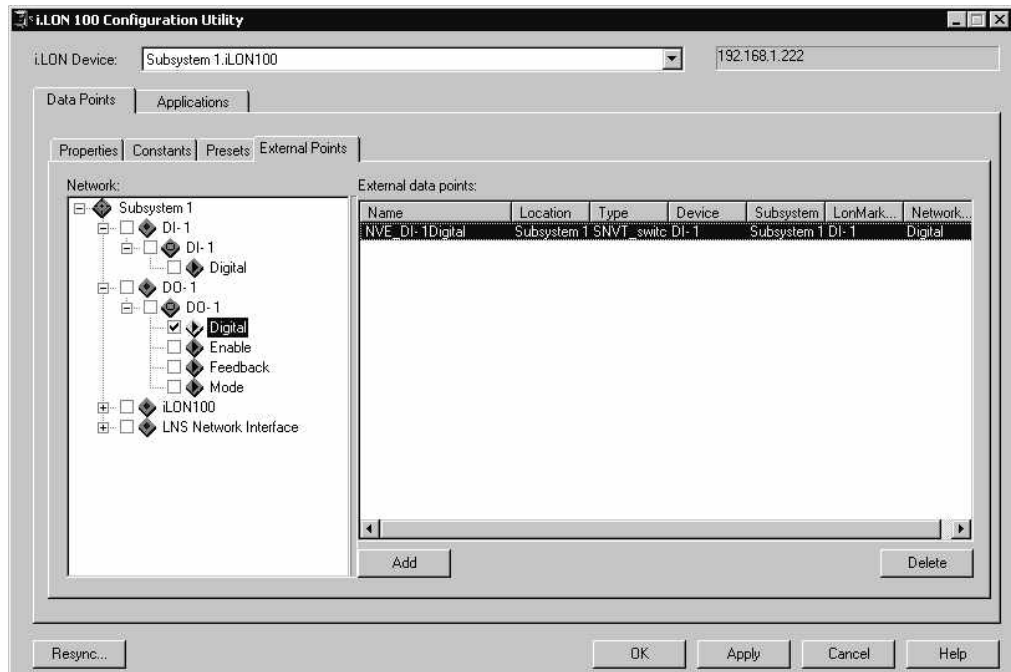 i.LON 100 Configuration Utility
i.LON Device: Subsystem 1.iLON100 192.168.1.222
Data Points Applications
Properties Constants Presets External Points
Network: External data points:
Subsystem 1
DI- 1
DI- 1
Digital
DO- 1
DO- 1
Digital
Enable
Feedback
Mode
iLON100
LNS Network Interface
Name Location Type Device Subsystem LonMark... Network...
NVE_DI- 1Digital Subsystem 1 SNVT_switc DI- 1 Subsystem 1 DI- 1 Digital
Add Delete
Resync... OK Apply Cancel Help